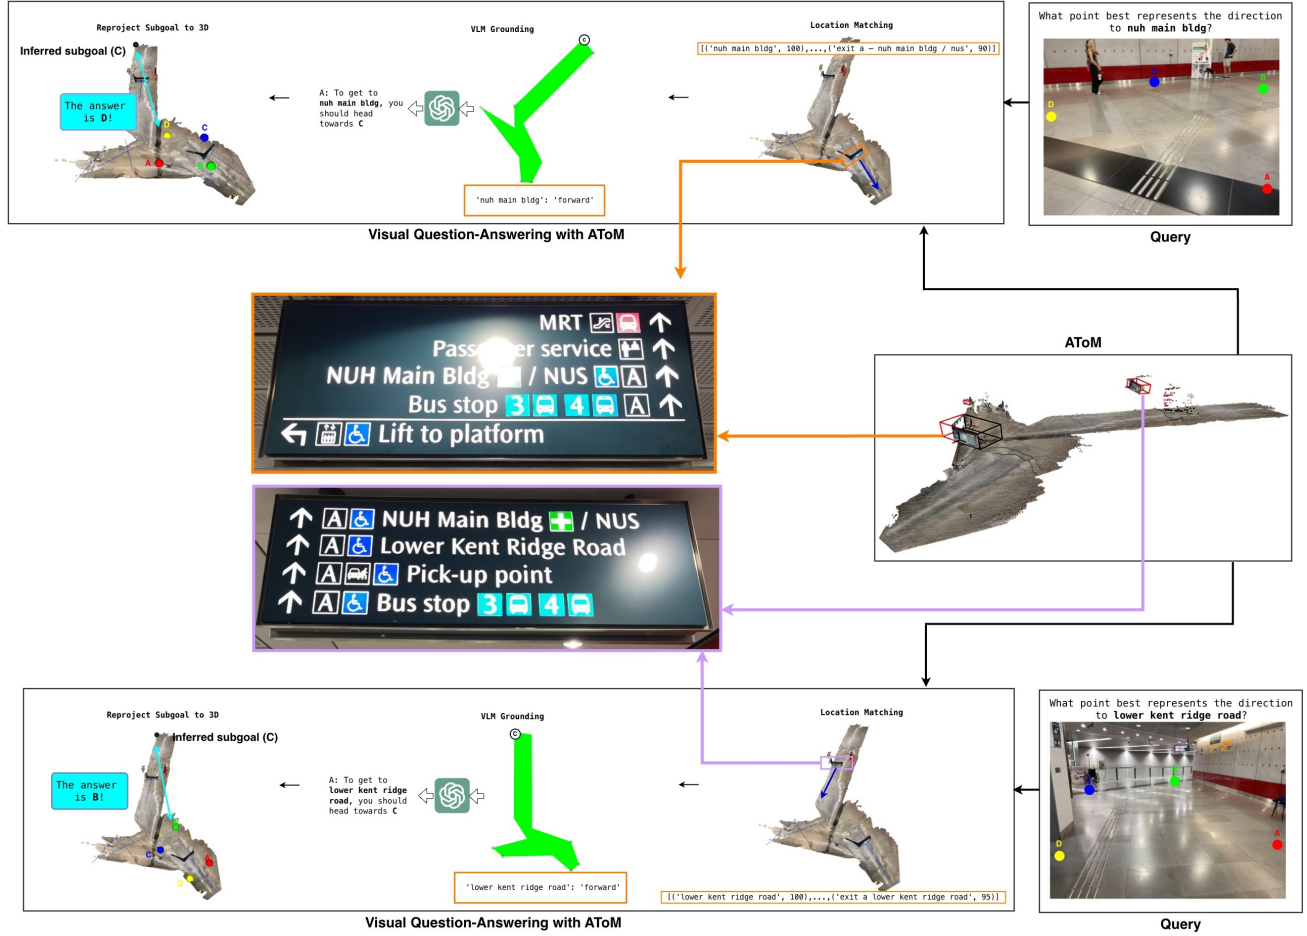 Reproject Subgoal to 3D
VLM Grounding
Location Matching
Inferred subgoal (C)
C
[('nuh main bldg', 100),...,('exit a – nuh main bldg / nus', 90)]
The answer
is D!
A: To get to
nuh main bldg, you
should head
towards C
D
C
A
B
'nuh main bldg': 'forward'
Visual Question-Answering with AToM
What point best represents the direction
to nuh main bldg?
C
B
D
A
Query
MRT
Passenger service
NUH Main Bldg / NUS A
Bus stop 3 4 A
Lift to platform
AToM
A NUH Main Bldg / NUS
A Lower Kent Ridge Road
A Pick-up point
A Bus stop 3 4
Reproject Subgoal to 3D
VLM Grounding
Location Matching
Inferred subgoal (C)
C
The answer
is B!
A: To get to
lower kent ridge
road, you should
head towards C
C
D
'lower kent ridge road': 'forward'
[('lower kent ridge road', 100),...,('exit a lower kent ridge road', 95)]
Visual Question-Answering with AToM
What point best represents the direction
to lower kent ridge road?
A
D
Query